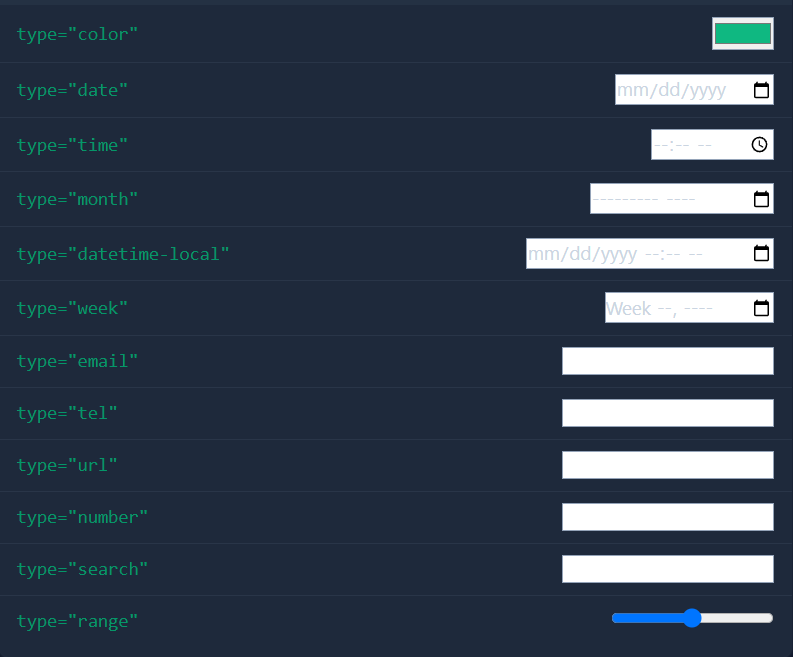 type="color"
type="date" mm/dd/yyyy
type="time" --:-- --
type="month" --------- ----
type="datetime-local" mm/dd/yyyy --:-- --
type="week" Week --, ----
type="email"
type="tel"
type="url"
type="number"
type="search"
type="range"